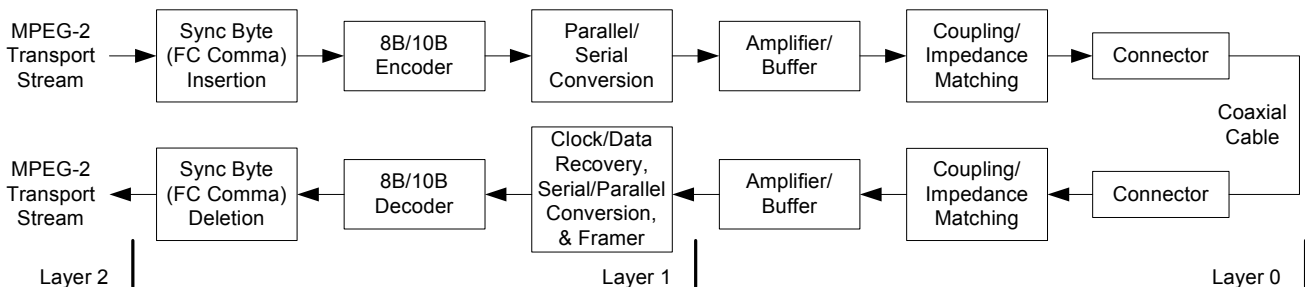 MPEG-2
Transport
Stream
Sync Byte
(FC Comma)
Insertion
8B/10B
Encoder
Parallel/
Serial
Conversion
Amplifier/
Buffer
Coupling/
Impedance
Matching
Connector
Coaxial
Cable
MPEG-2
Transport
Stream
Sync Byte
(FC Comma)
Deletion
8B/10B
Decoder
Clock/Data
Recovery,
Serial/Parallel
Conversion,
& Framer
Amplifier/
Buffer
Coupling/
Impedance
Matching
Connector
Layer 2
Layer 1
Layer 0